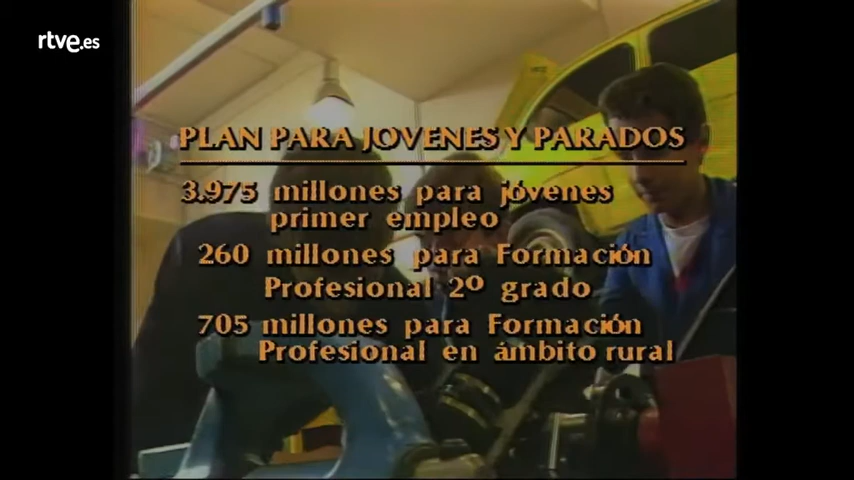 rtve.es
PLAN PARA JOVENES Y PARADOS
3.975 millones para jóvenes
primer empleo
260 millones para Formación
Profesional 2º grado
705 millones para Formación
Profesional en ámbito rural